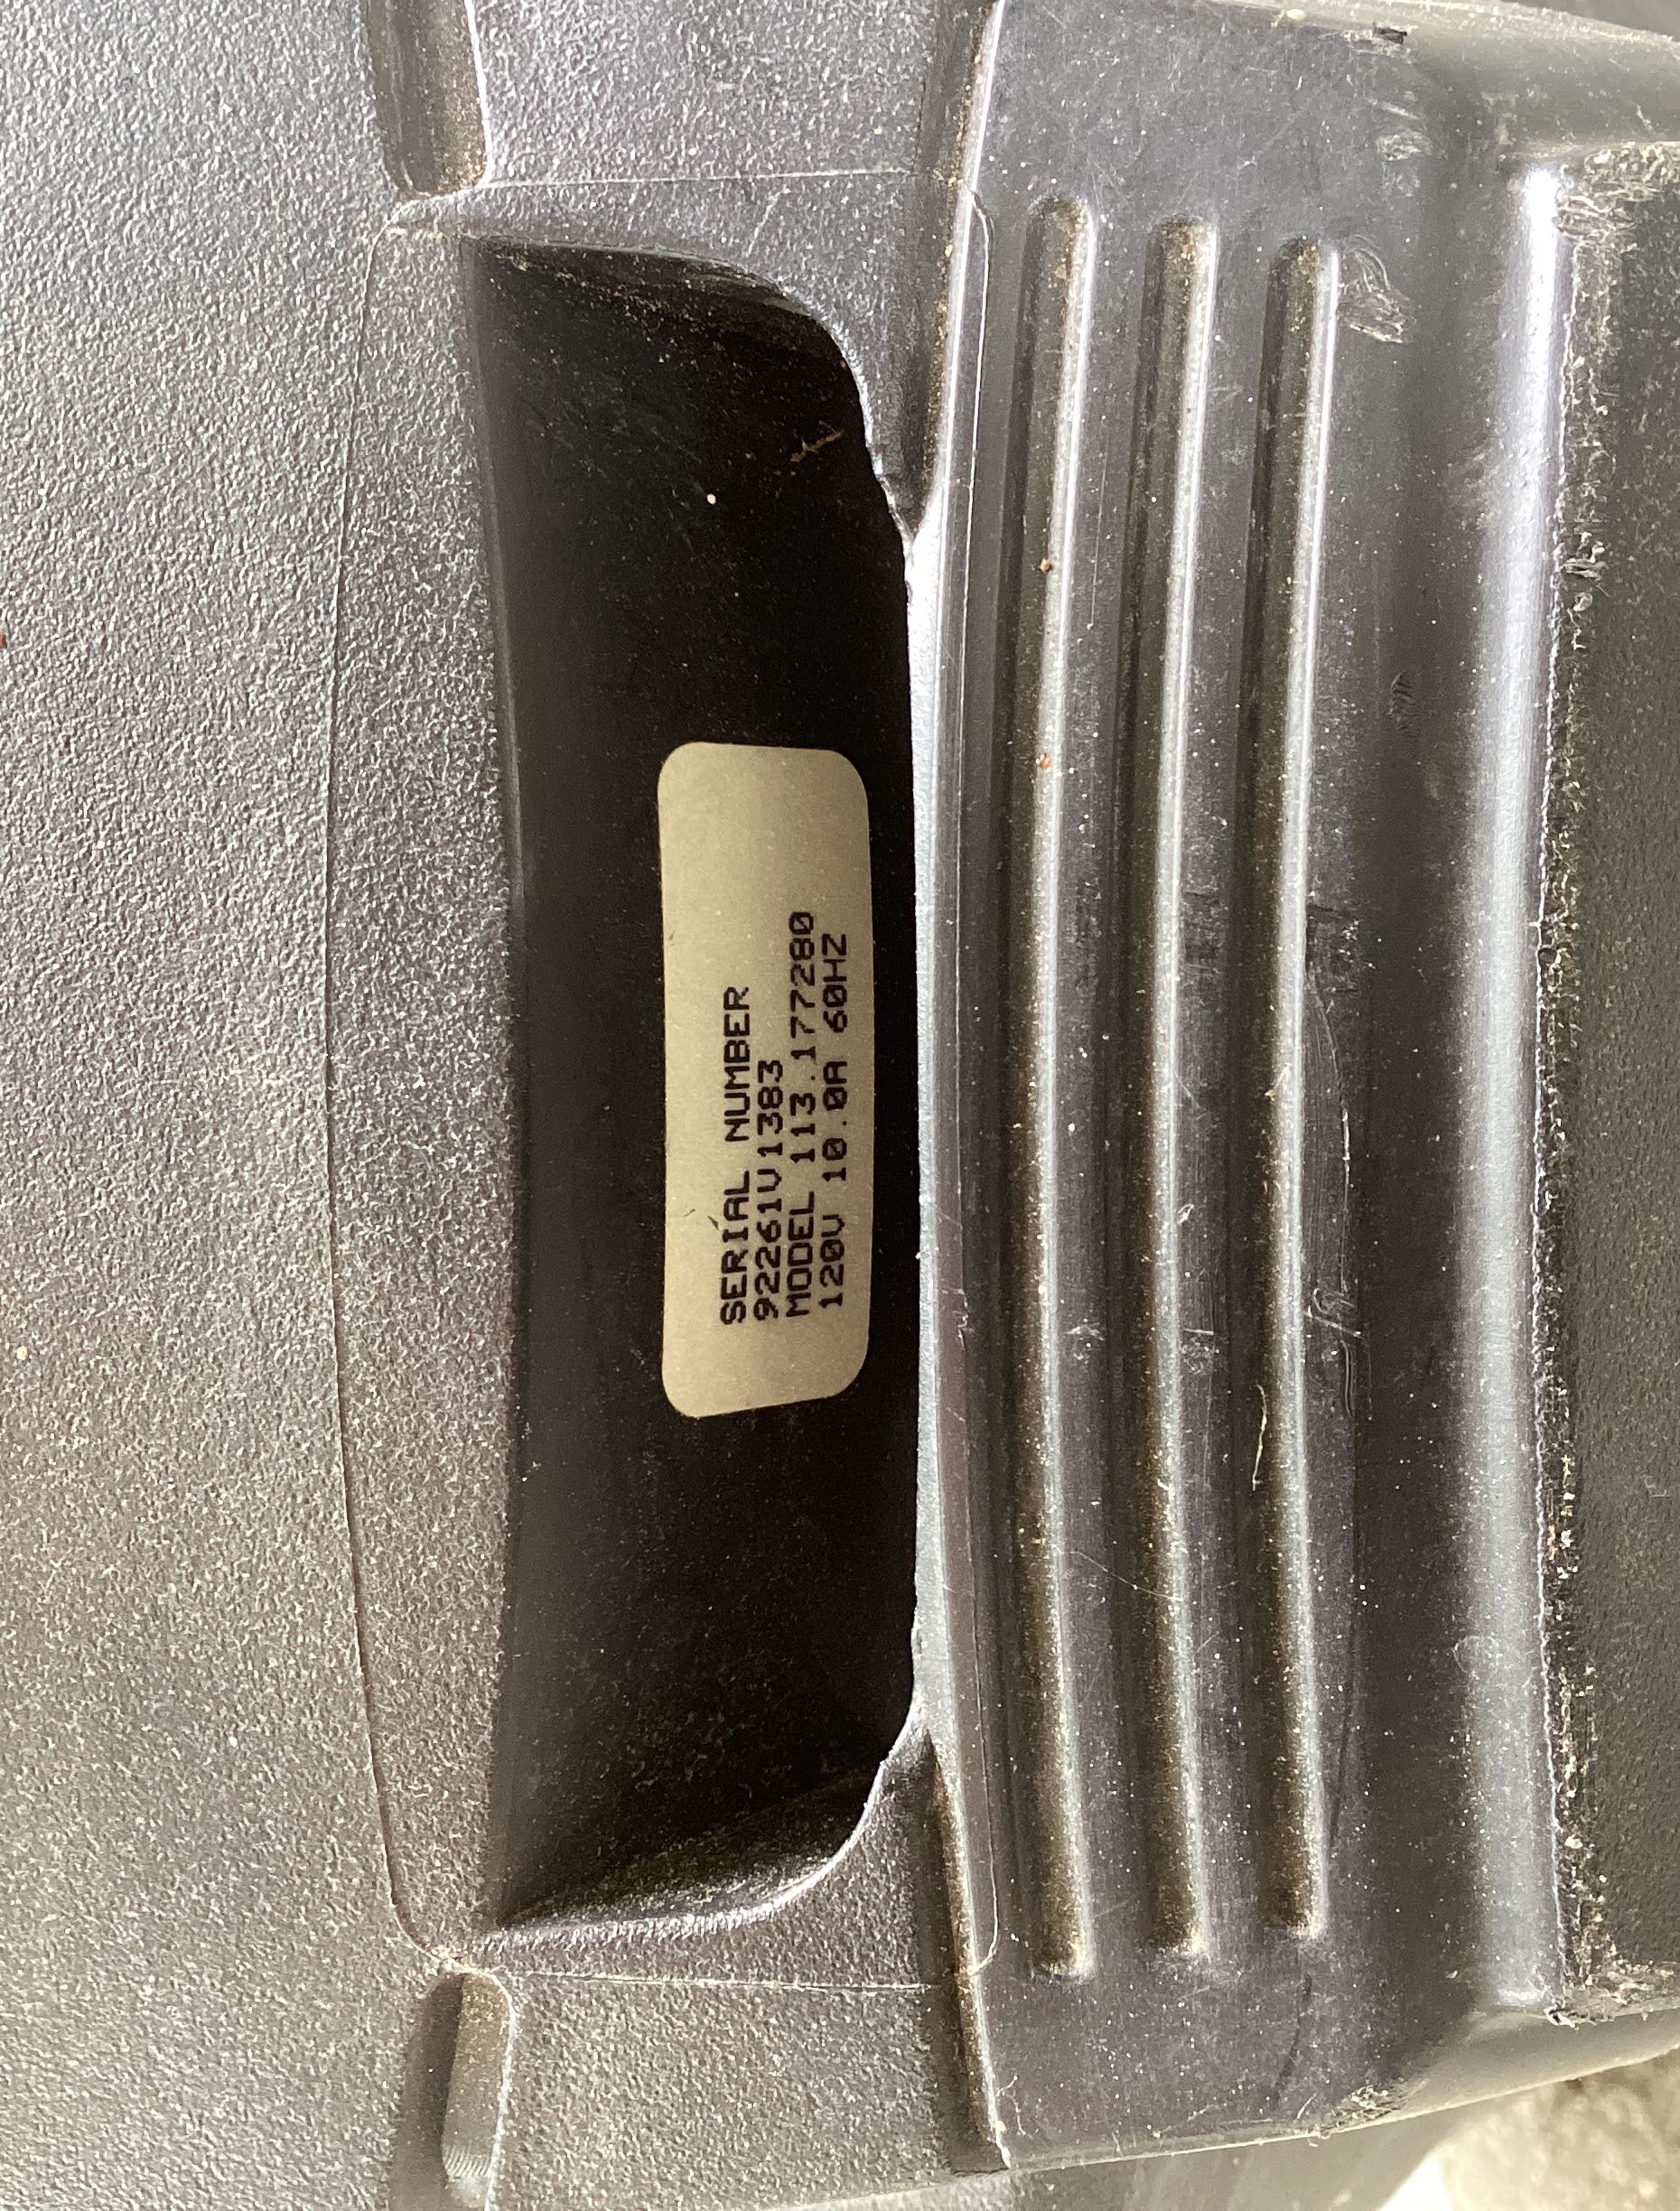 SERIAL NUMBER
92261V1383
MODEL 113.177280
120V 10.0A 60HZ